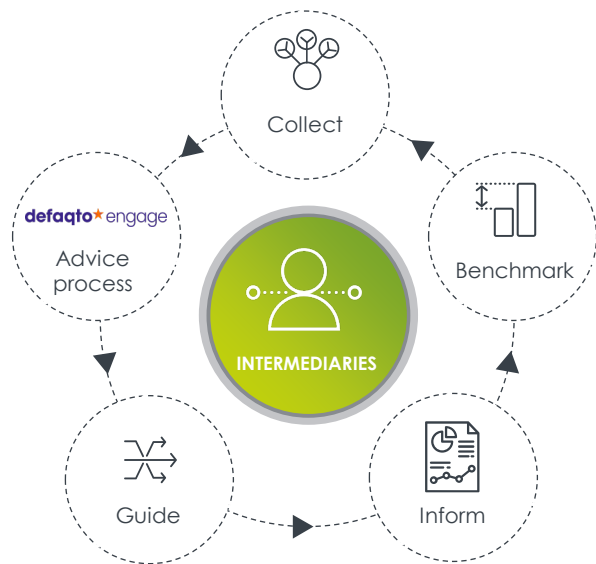 Collect
defaqto engage
Advice
process
Benchmark
INTERMEDIARIES
Guide
Inform